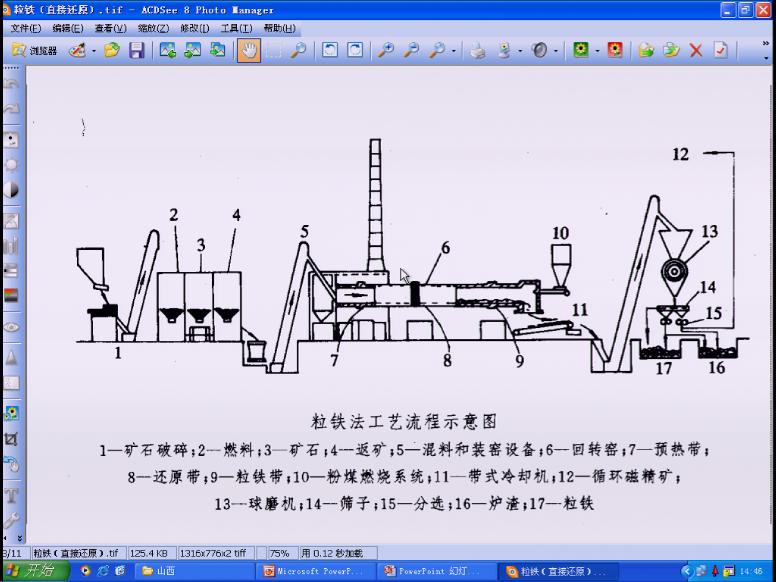 粒铁（直接还原）.tif - ACDSee 8 Photo Manager
文件(F) 编辑(E) 查看(V) 缩放(Z) 修改(I) 工具(T) 帮助(H)
浏览器
12
2 3 4 5 6 10 13
14
15
11
1 7 8 9 17 16
粒铁法工艺流程示意图
1—矿石破碎;2—燃料;3—矿石;4—返矿;5—混料和装窑设备;6—回转窑;7—预热带;
8—还原带;9—粒铁带;10—粉煤燃烧系统;11—带式冷却机;12—循环磁精矿;
13—球磨机;14—筛子;15—分选;16—炉渣;17—粒铁
3/11 粒铁（直接还原）.tif 125.4 KB 1316x776x2 tiff 75% 用 0.12 秒加载
开始 山西 Microsoft PowerP... PowerPoint 幻灯... 粒铁（直接还原）... 14:46